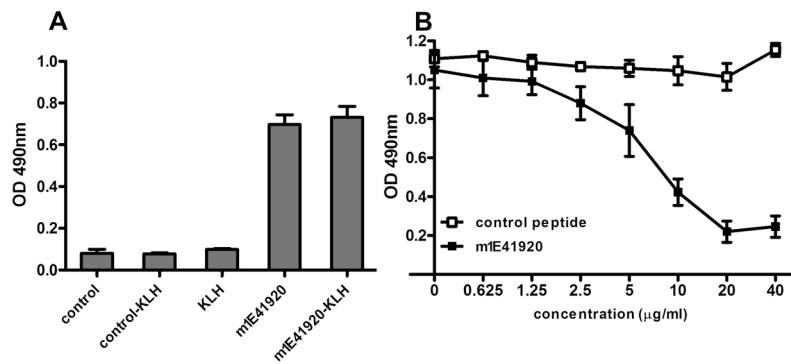 A
OD 490nm
1.0
0.8
0.6
0.4
0.2
0.0
control
control-KLH
KLH
m1E41920
m1E41920-KLH
B
OD 490nm
1.2
1.0
0.8
0.6
0.4
0.2
control peptide
m1E41920
0 0.625 1.25 2.5 5 10 20 40
concentration (μg/ml)